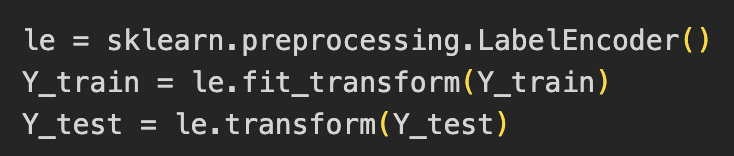 le = sklearn.preprocessing.LabelEncoder()
Y_train = le.fit_transform(Y_train)
Y_test = le.transform(Y_test)